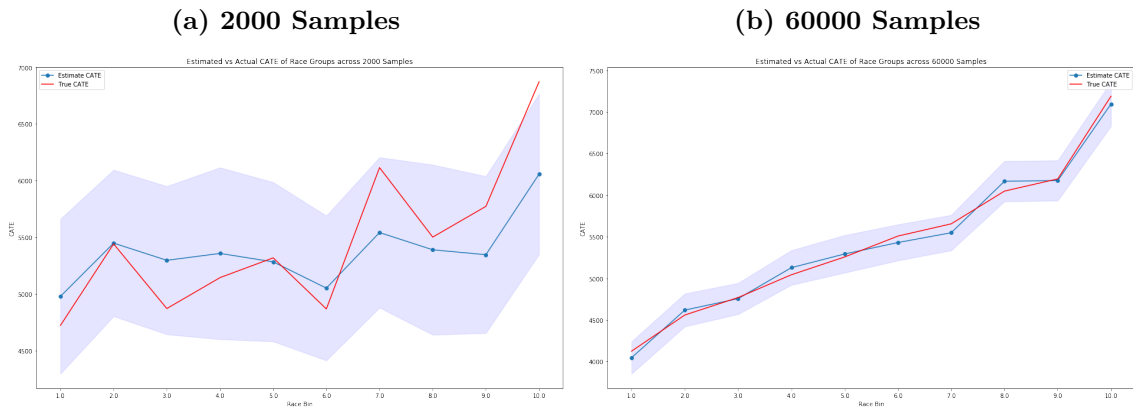 (a) 2000 Samples
Estimated vs Actual CATE of Race Groups across 2000 Samples
Estimate CATE
True CATE
7000
6500
6000
5500
5000
4500
CATE
1.0 2.0 3.0 4.0 5.0 6.0 7.0 8.0 9.0 10.0
Race Bin
(b) 60000 Samples
Estimated vs Actual CATE of Race Groups across 60000 Samples
Estimate CATE
True CATE
7500
7000
6500
6000
5500
5000
4500
4000
CATE
1.0 2.0 3.0 4.0 5.0 6.0 7.0 8.0 9.0 10.0
Race Bin